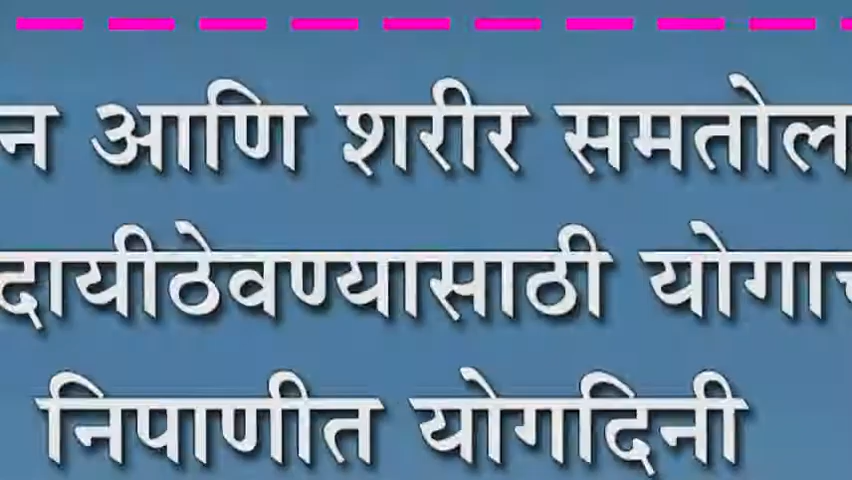 न आणि शरीर समतोल
दायीठेवण्यासाठी योगाच
निपाणीत योगदिनी